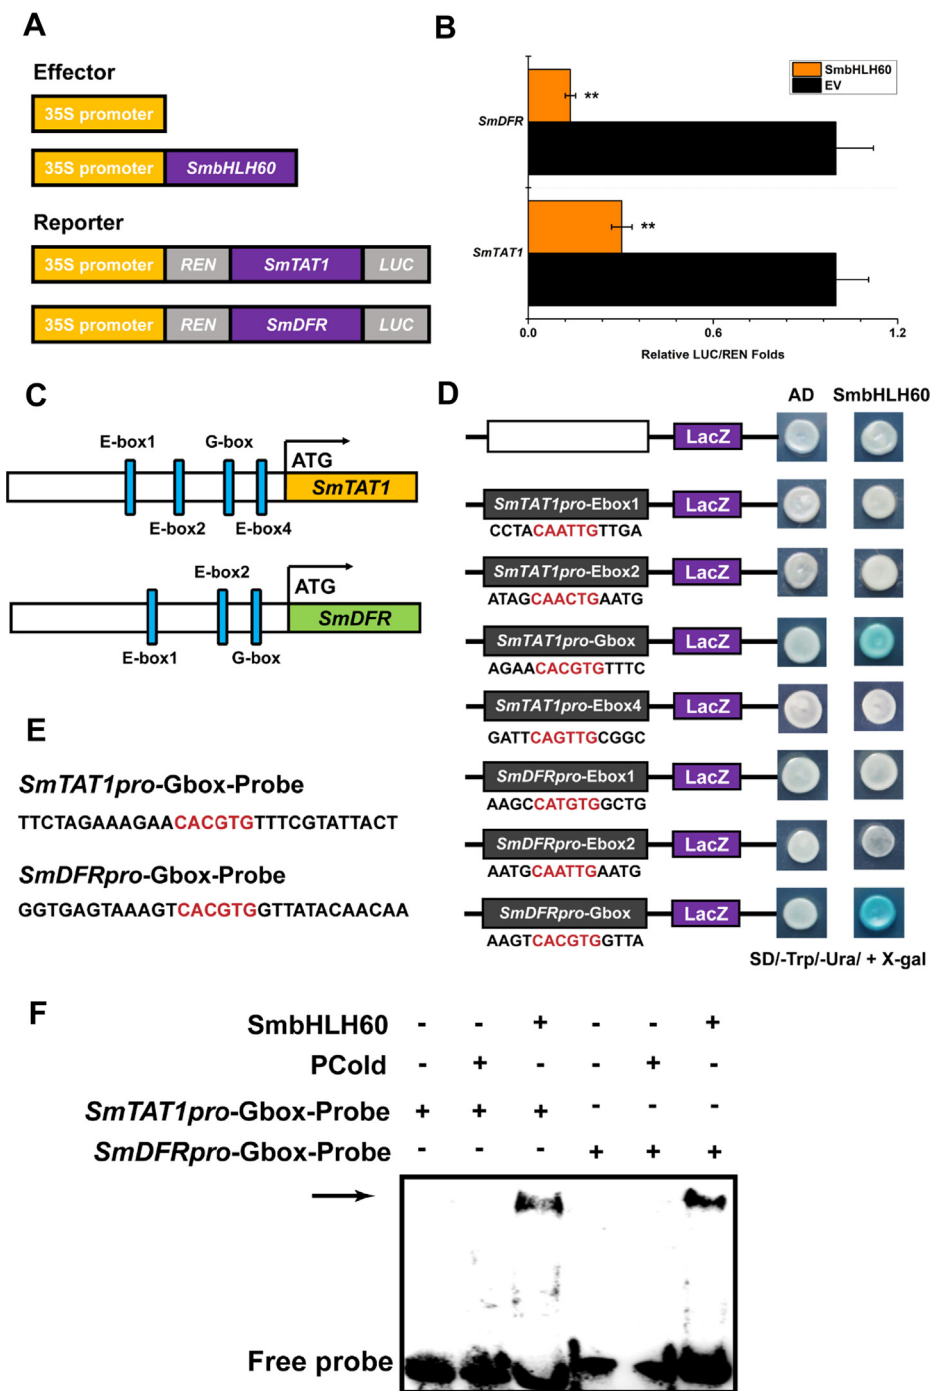 A
Effector
35S promoter
35S promoter SmbHLH60
Reporter
35S promoter REN SmTAT1 LUC
35S promoter REN SmDFR LUC
B
SmbHLH60
EV
SmDFR
**
SmTAT1
**
0.0 0.6 1.2
Relative LUC/REN Folds
C
E-box1 G-box
ATG
SmTAT1
E-box2 E-box4
E-box2
ATG
SmDFR
E-box1 G-box
D
AD SmbHLH60
LacZ
SmTAT1pro-Ebox1 LacZ
CCTACAATTGTTGA
SmTAT1pro-Ebox2 LacZ
ATAGCAACTGAATG
SmTAT1pro-Gbox LacZ
AGAACACGTGTTTC
SmTAT1pro-Ebox4 LacZ
GATTCAGTTGCGGC
SmDFRpro-Ebox1 LacZ
AAGCCATGTGGCTG
SmDFRpro-Ebox2 LacZ
AATGCAATTGAATG
SmDFRpro-Gbox LacZ
AAGTCACGTGGTTA
SD/-Trp/-Ura/ + X-gal
E
SmTAT1pro-Gbox-Probe
TTCTAGAAAGAACACGTGTTTCGTATTACT
SmDFRpro-Gbox-Probe
GGTGAGTAAAGTCACGTGGTTATACAACAA
F
SmbHLH60 - - + - - +
PCold - + - - + -
SmTAT1pro-Gbox-Probe + + + - - -
SmDFRpro-Gbox-Probe - - - + + +
Free probe